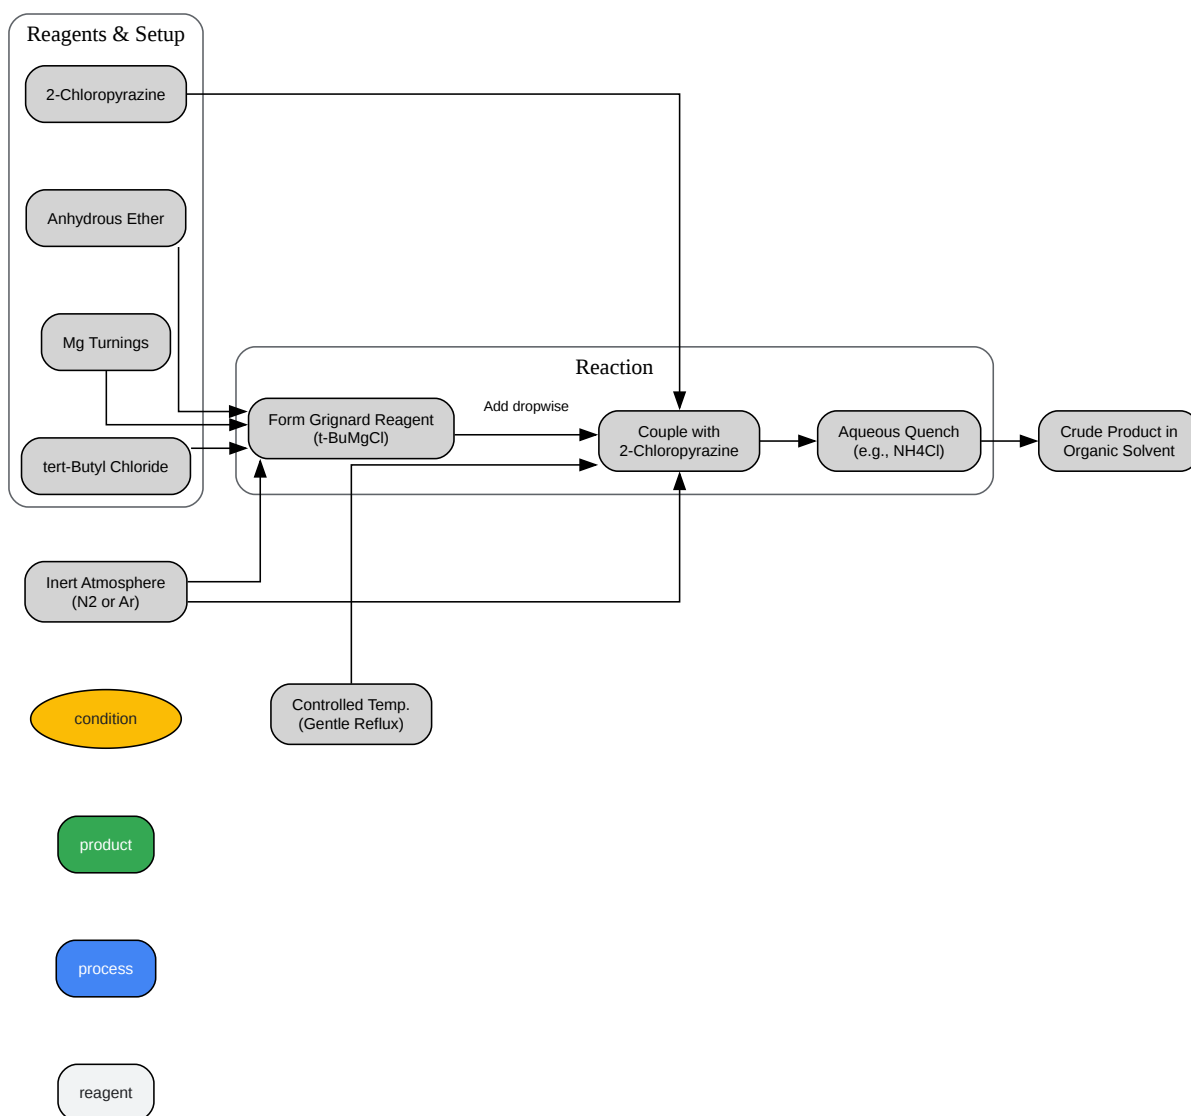 Reagents & Setup
2-Chloropyrazine
Anhydrous Ether
Mg Turnings
tert-Butyl Chloride
Reaction
Form Grignard Reagent
(t-BuMgCl)
Add dropwise
Couple with
2-Chloropyrazine
Aqueous Quench
(e.g., NH4Cl)
Crude Product in
Organic Solvent
Inert Atmosphere
(N2 or Ar)
Controlled Temp.
(Gentle Reflux)
condition
product
process
reagent